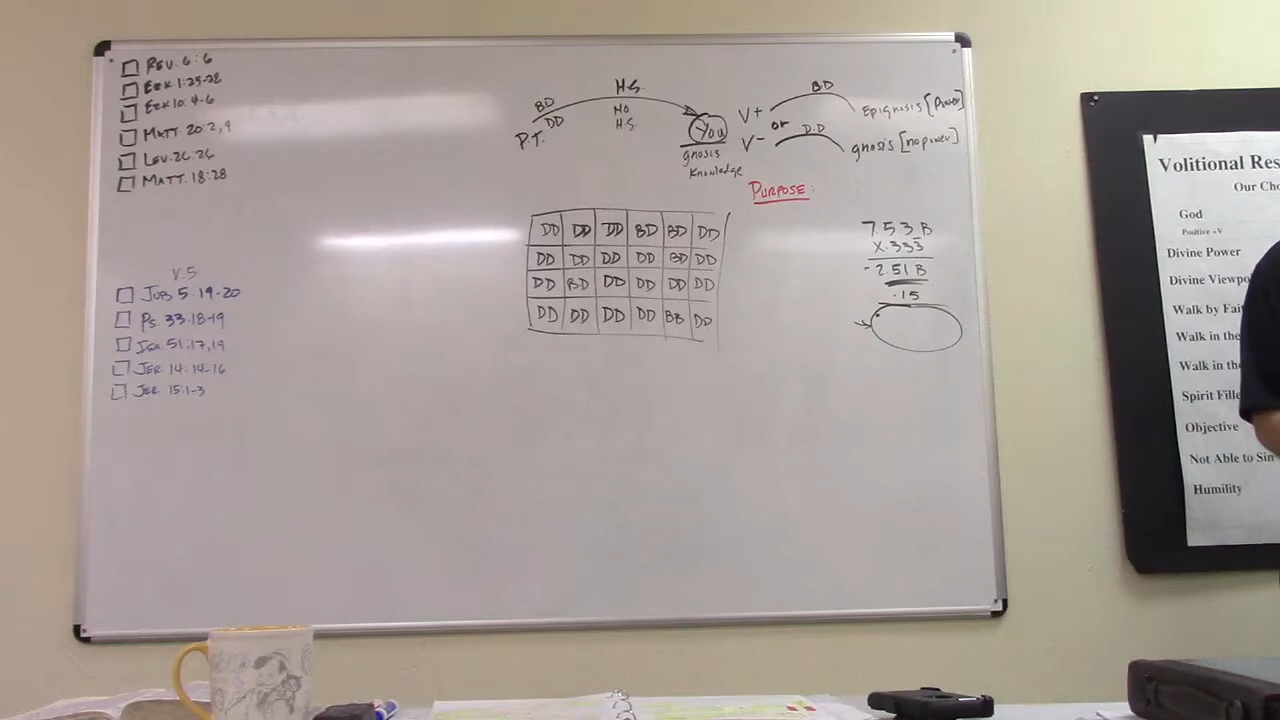 REV. 6:6
EZK 1:25-28
EZK 10:4-6
MATT. 20:2,9
LEV. 26:26
MATT. 18:28
V.5
JOB 5:19-20
PS. 33:18-19
ISA. 51:17,19
JER. 14:14-16
JER. 15:1-3
H.S.
BD
DD
NO
H.S.
P.T.
You
gnosis
Knowledge
BD
V+
or
V-
D.D
Epignosis [Power]
gnosis [no power]
PURPOSE:
DD DD DD BD BD DD
DD DD DD DD BD DD
DD BD DD DD DD DD
DD DD DD DD BD DD
7.53 B
X.333
-2.51 B
.15
Volitional Res
Our Cho
God
Positive +V
Divine Power
Divine Viewpo
Walk by Fai
Walk in the
Walk in the
Spirit Fille
Objective
Not Able to Sin
Humility